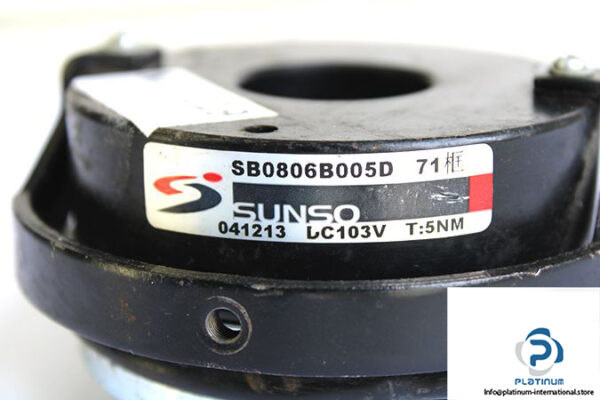 SB0806B005D 71框
SUNSO
041213 DC103V T:5NM
PLATINUM
Info@platinum-international.store